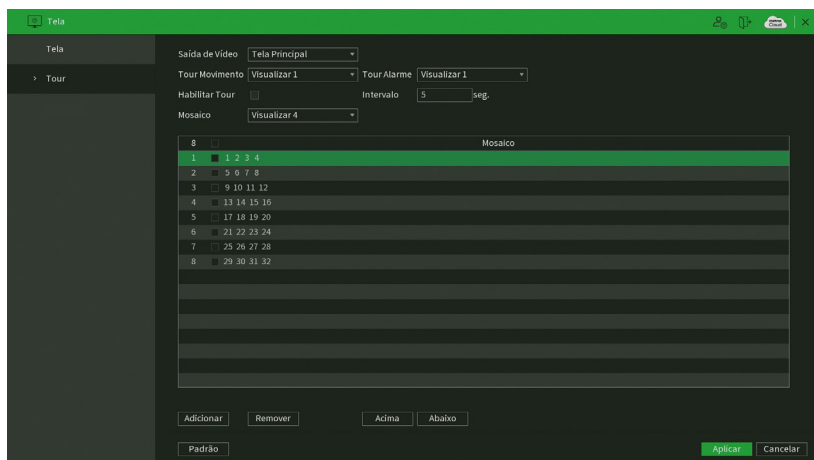 Tela
Cloud
Tela
Tour
Saída de Vídeo Tela Principal
Tour Movimento Visualizar 1 Tour Alarme Visualizar 1
Habilitar Tour Intervalo 5 seg.
Mosaico Visualizar 4
8 Mosaico
1 1 2 3 4
2 5 6 7 8
3 9 10 11 12
4 13 14 15 16
5 17 18 19 20
6 21 22 23 24
7 25 26 27 28
8 29 30 31 32
Adicionar Remover Acima Abaixo
Padrão Aplicar Cancelar